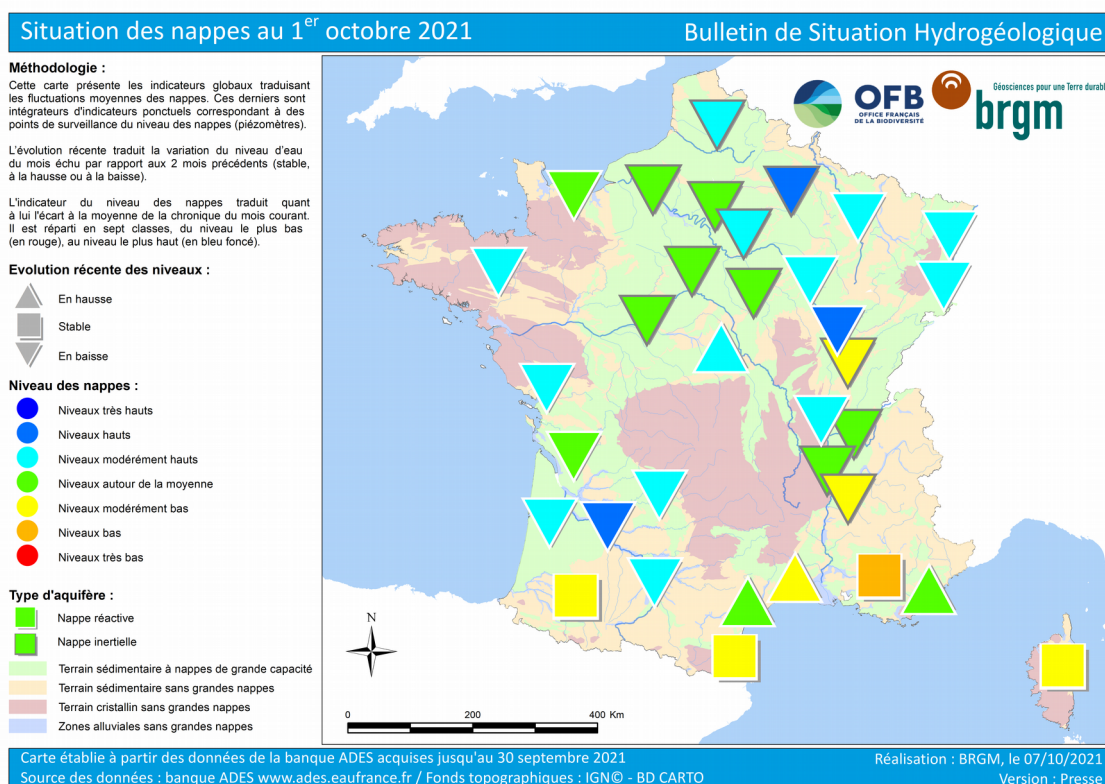 Situation des nappes au 1er octobre 2021
Bulletin de Situation Hydrogéologique
Méthodologie :
Cette carte présente les indicateurs globaux traduisant
les fluctuations moyennes des nappes. Ces derniers sont
intégrateurs d'indicateurs ponctuels correspondant à des
points de surveillance du niveau des nappes (piézomètres).
L'évolution récente traduit la variation du niveau d'eau
du mois échu par rapport aux 2 mois précédents (stable,
à la hausse ou à la baisse).
L'indicateur du niveau des nappes traduit quant
à lui l'écart à la moyenne de la chronique du mois courant.
Il est réparti en sept classes, du niveau le plus bas
(en rouge), au niveau le plus haut (en bleu foncé).
Evolution récente des niveaux :
En hausse
Stable
En baisse
Niveau des nappes :
Niveaux très hauts
Niveaux hauts
Niveaux modérément hauts
Niveaux autour de la moyenne
Niveaux modérément bas
Niveaux bas
Niveaux très bas
Type d'aquifère :
Nappe réactive
Nappe inertielle
Terrain sédimentaire à nappes de grande capacité
Terrain sédimentaire sans grandes nappes
Terrain cristallin sans grandes nappes
Zones alluviales sans grandes nappes
OFB
OFFICE FRANÇAIS
DE LA BIODIVERSITÉ
Géosciences pour une Terre durable
brgm
N
0 200 400 Km
Carte établie à partir des données de la banque ADES acquises jusqu'au 30 septembre 2021
Source des données : banque ADES www.ades.eaufrance.fr / Fonds topographiques : IGN© - BD CARTO
Réalisation : BRGM, le 07/10/2021
Version : Presse